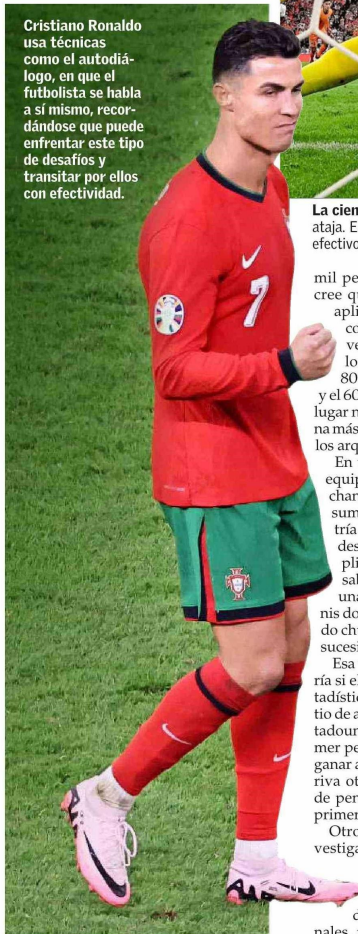 Cristiano Ronaldo
usa técnicas
como el autodiá-
logo, en que el
futbolista se habla
a sí mismo, recor-
dándose que puede
enfrentar este tipo
de desafíos y
transitar por ellos
con efectividad.
7
La cien
ataja. E
efectivo
mil pe
cree qu
apli
co
ve
lo
80
y el 60
lugar n
na más
los arq
En
equip
chan
sum
tría
des
pli
sab
una
nis do
do ch
sucesi
Esa
ría si e
tadísti
tio de a
tadour
mer pe
ganar a
riva ot
de pen
primer
Otro
vestiga
d
nales